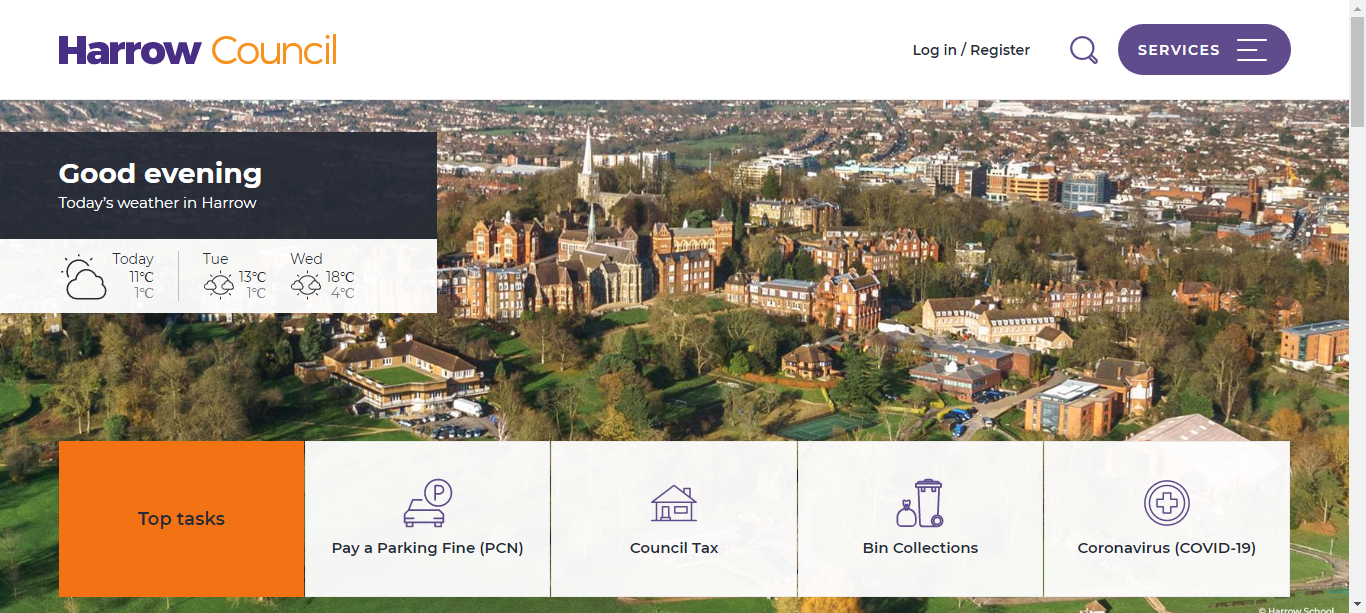 Harrow Council
Log in / Register
SERVICES
Good evening
Today's weather in Harrow
Today
11°C
1°C
Tue
13°C
1°C
Wed
18°C
4°C
Top tasks
P
Pay a Parking Fine (PCN)
Council Tax
Bin Collections
Coronavirus (COVID-19)
© Harrow School